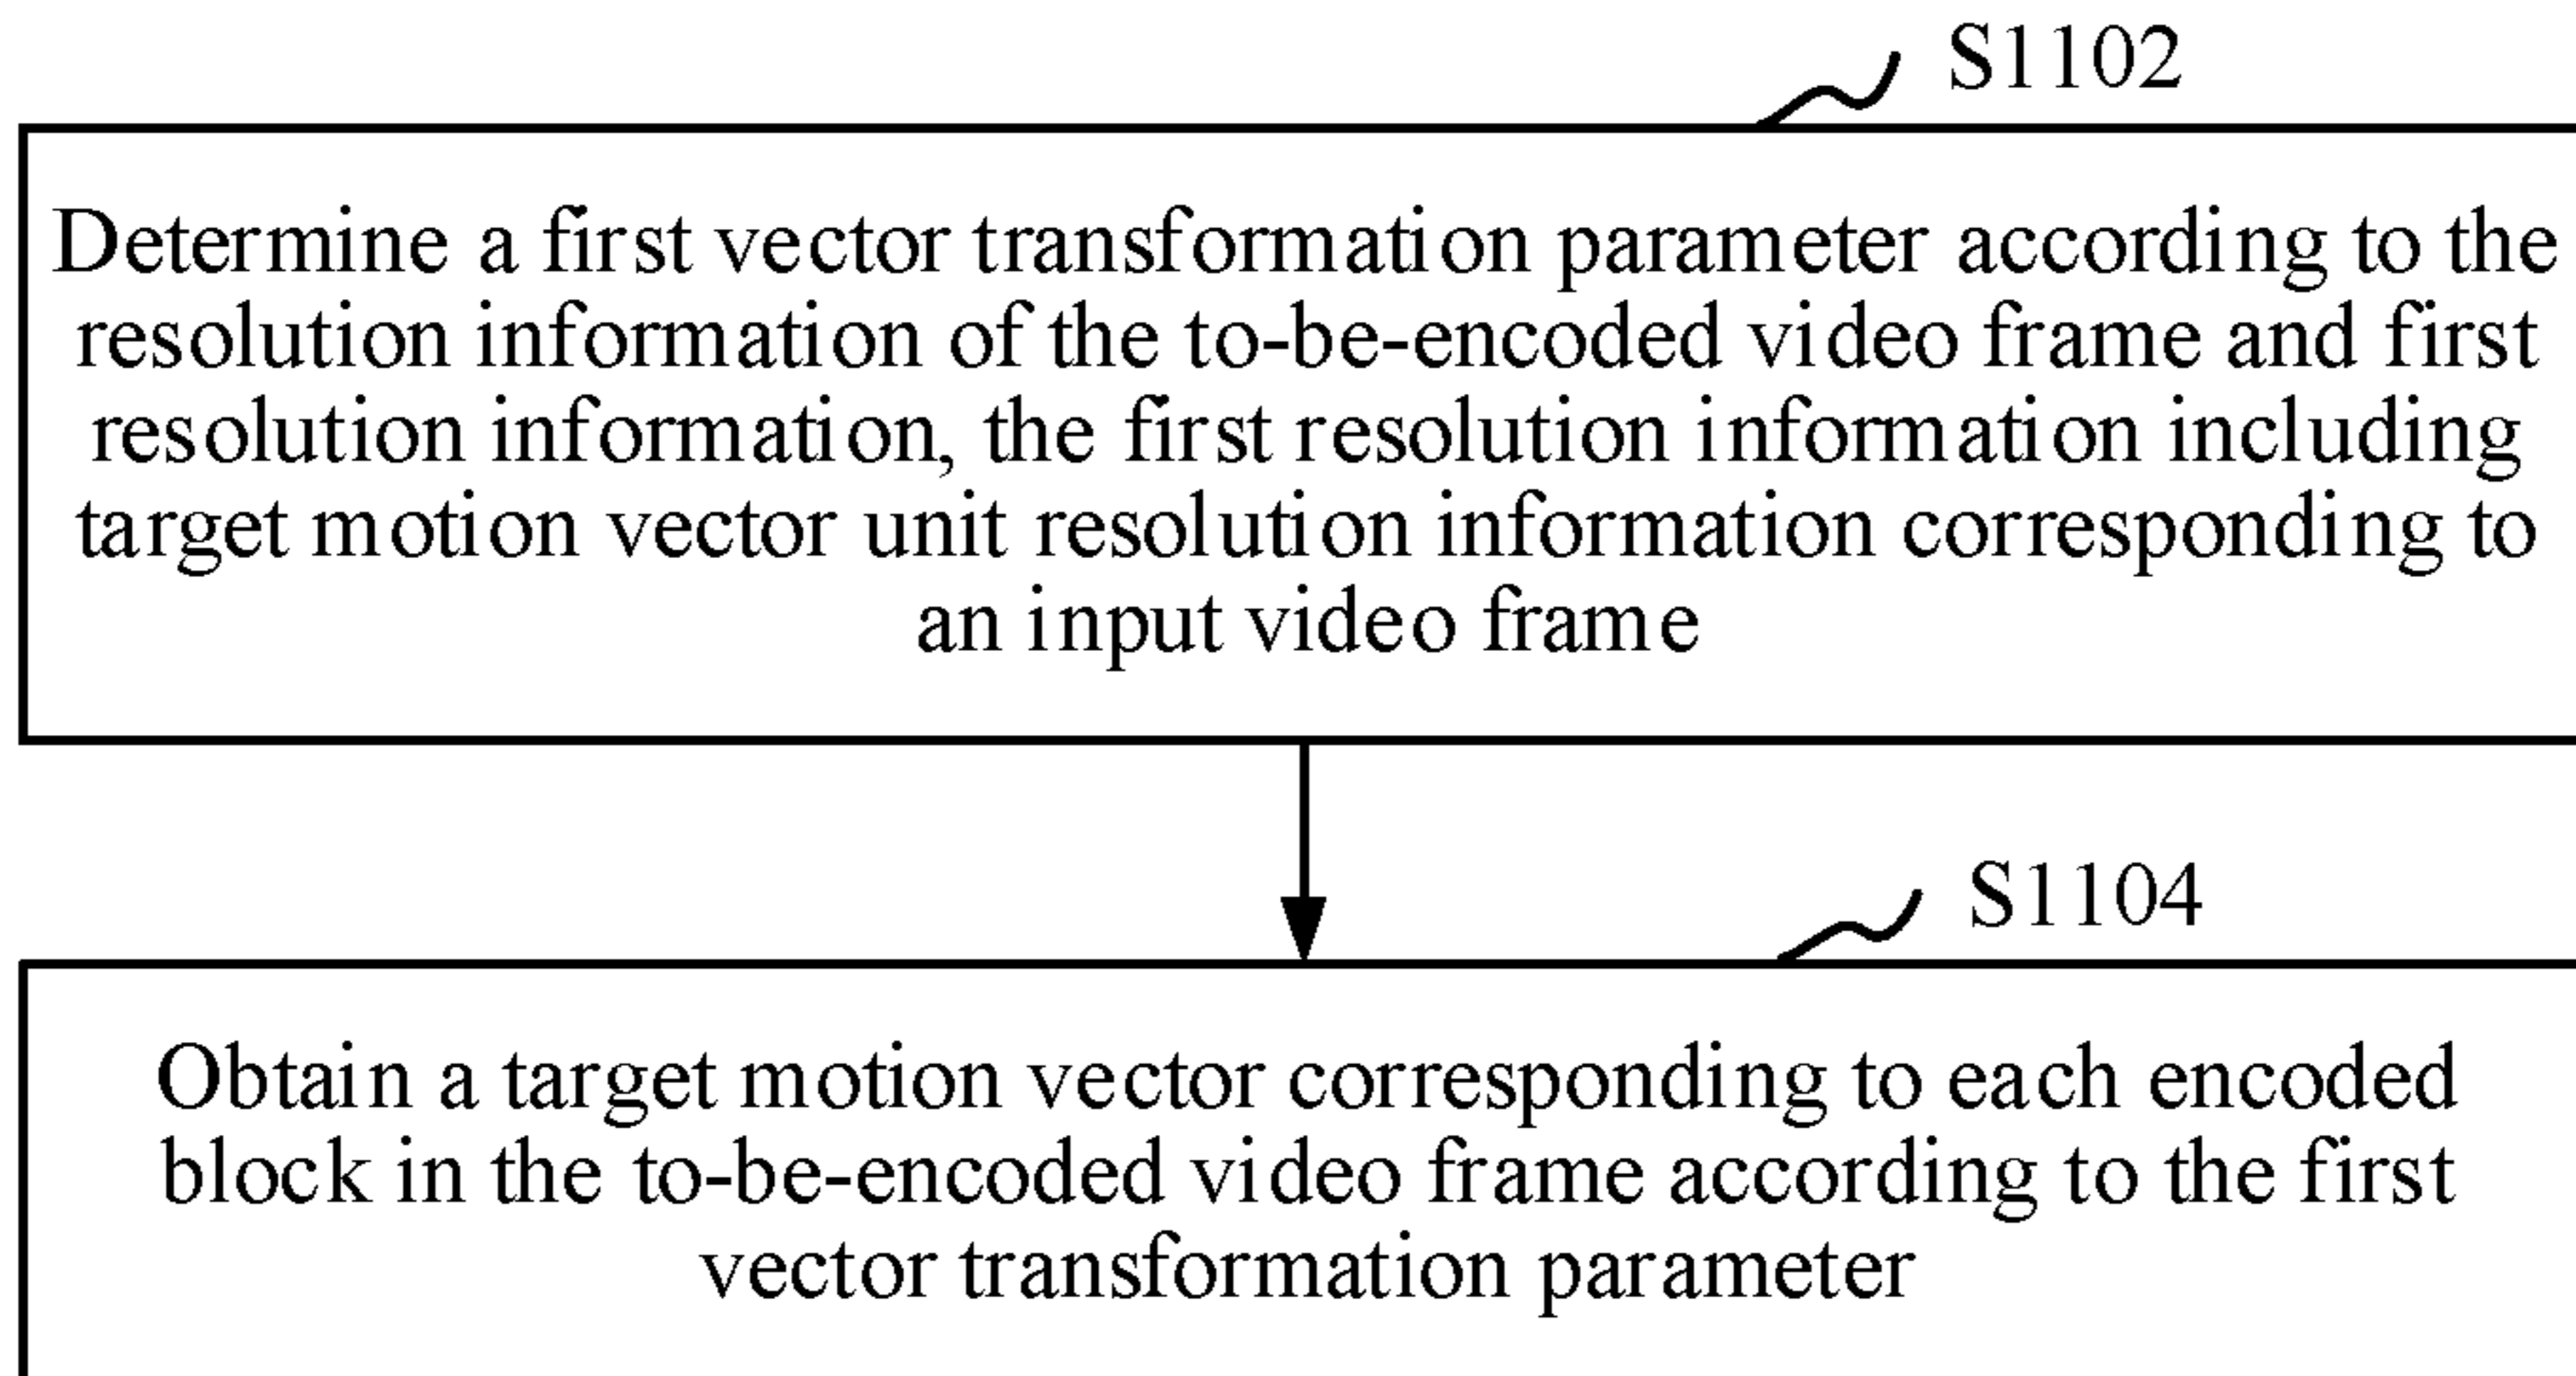 S1102
Determine a first vector transformation parameter according to the
resolution information of the to-be-encoded video frame and first
resolution information, the first resolution information including
target motion vector unit resolution information corresponding to
an input video frame
S1104
Obtain a target motion vector corresponding to each encoded
block in the to-be-encoded video frame according to the first
vector transformation parameter